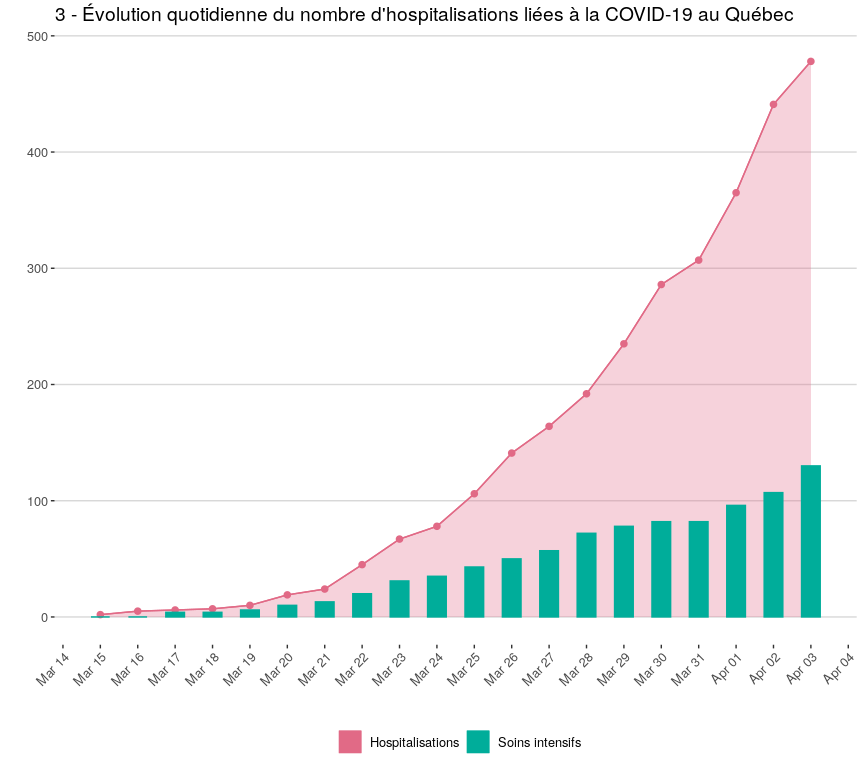 3 - Évolution quotidienne du nombre d'hospitalisations liées à la COVID-19 au Québec
500
400
300
200
100
0
Mar 14
Mar 15
Mar 16
Mar 17
Mar 18
Mar 19
Mar 20
Mar 21
Mar 22
Mar 23
Mar 24
Mar 25
Mar 26
Mar 27
Mar 28
Mar 29
Mar 30
Mar 31
Apr 01
Apr 02
Apr 03
Apr 04
Hospitalisations Soins intensifs